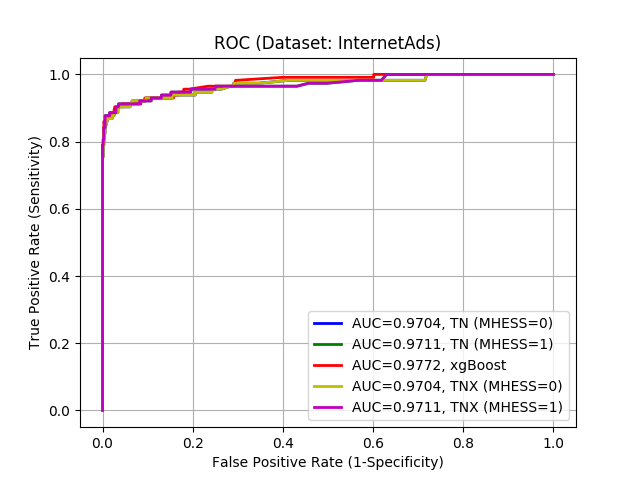 ROC (Dataset: InternetAds)
True Positive Rate (Sensitivity)
1.0
0.8
0.6
0.4
0.2
0.0
AUC=0.9704, TN (MHESS=0)
AUC=0.9711, TN (MHESS=1)
AUC=0.9772, xgBoost
AUC=0.9704, TNX (MHESS=0)
AUC=0.9711, TNX (MHESS=1)
0.0 0.2 0.4 0.6 0.8 1.0
False Positive Rate (1-Specificity)